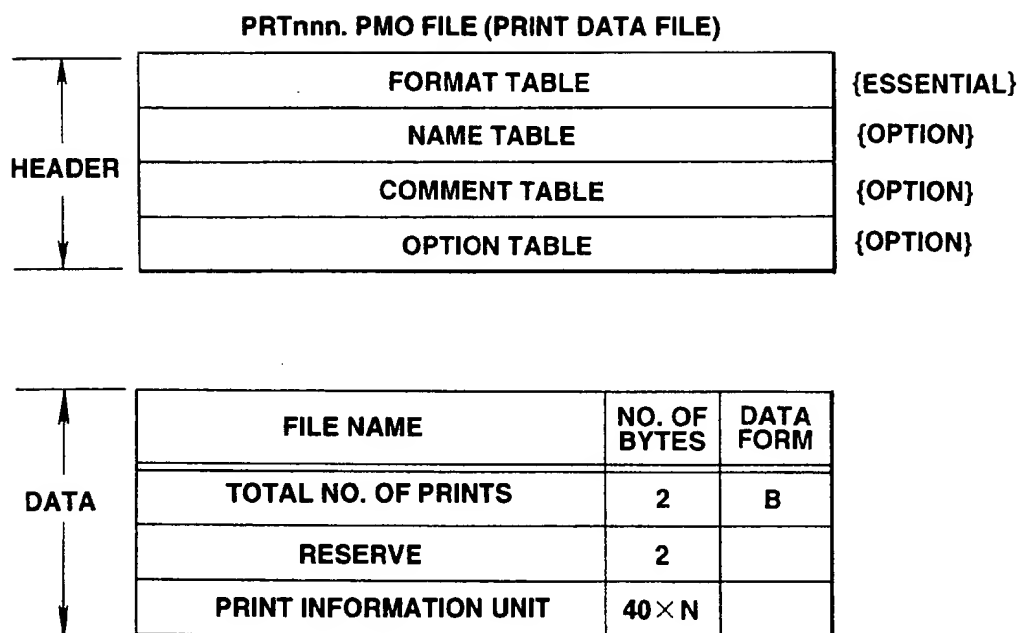 PRTnnn. PMO FILE (PRINT DATA FILE)
HEADER
FORMAT TABLE {ESSENTIAL}
NAME TABLE {OPTION}
COMMENT TABLE {OPTION}
OPTION TABLE {OPTION}
DATA
FILE NAME NO. OF BYTES DATA FORM
TOTAL NO. OF PRINTS 2 B
RESERVE 2
PRINT INFORMATION UNIT 40×N